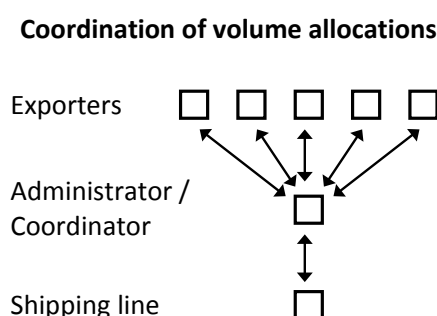 Coordination of volume allocations
Exporters
Administrator /
Coordinator
Shipping line